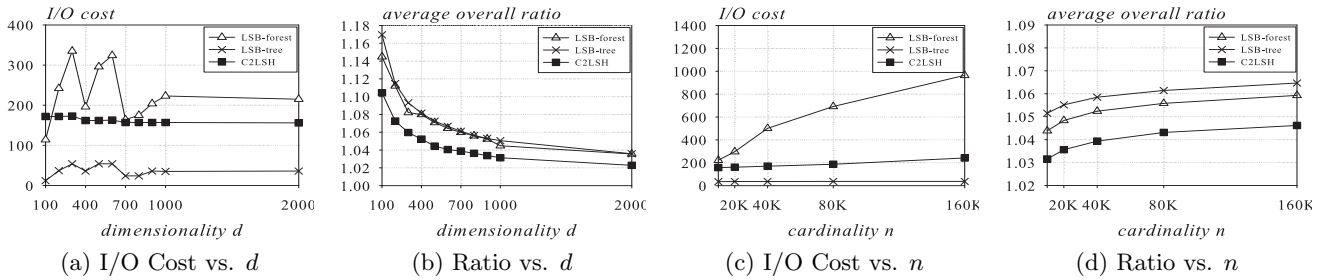 I/O cost
400
300
200
100
0
LSB-forest
LSB-tree
C2LSH
100 400 700 1000 2000
dimensionality d
(a) I/O Cost vs. d
average overall ratio
1.18
1.16
1.14
1.12
1.10
1.08
1.06
1.04
1.02
1.00
LSB-forest
LSB-tree
C2LSH
100 400 700 1000 2000
dimensionality d
(b) Ratio vs. d
I/O cost
1400
1200
1000
800
600
400
200
0
LSB-forest
LSB-tree
C2LSH
20K 40K 80K 160K
cardinality n
(c) I/O Cost vs. n
average overall ratio
1.09
1.08
1.07
1.06
1.05
1.04
1.03
1.02
LSB-forest
LSB-tree
C2LSH
20K 40K 80K 160K
cardinality n
(d) Ratio vs. n